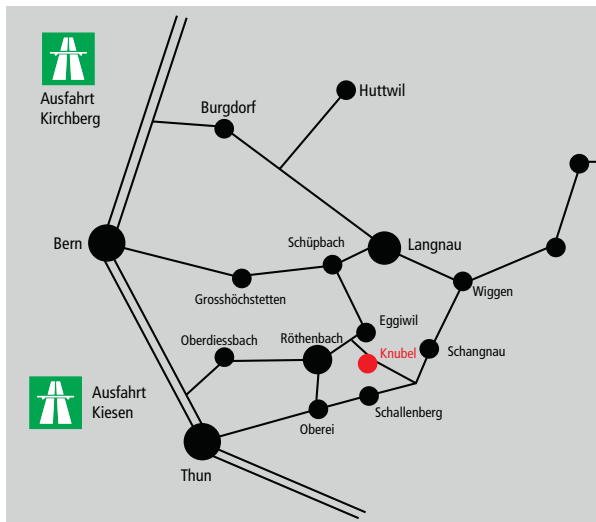 Ausfahrt
Kirchberg
Huttwil
Burgdorf
Bern
Schüpbach
Langnau
Grosshöchstetten
Wiggen
Eggiwil
Oberdiessbach
Röthenbach
Knubel
Schangnau
Ausfahrt
Kiesen
Schallenberg
Oberei
Thun